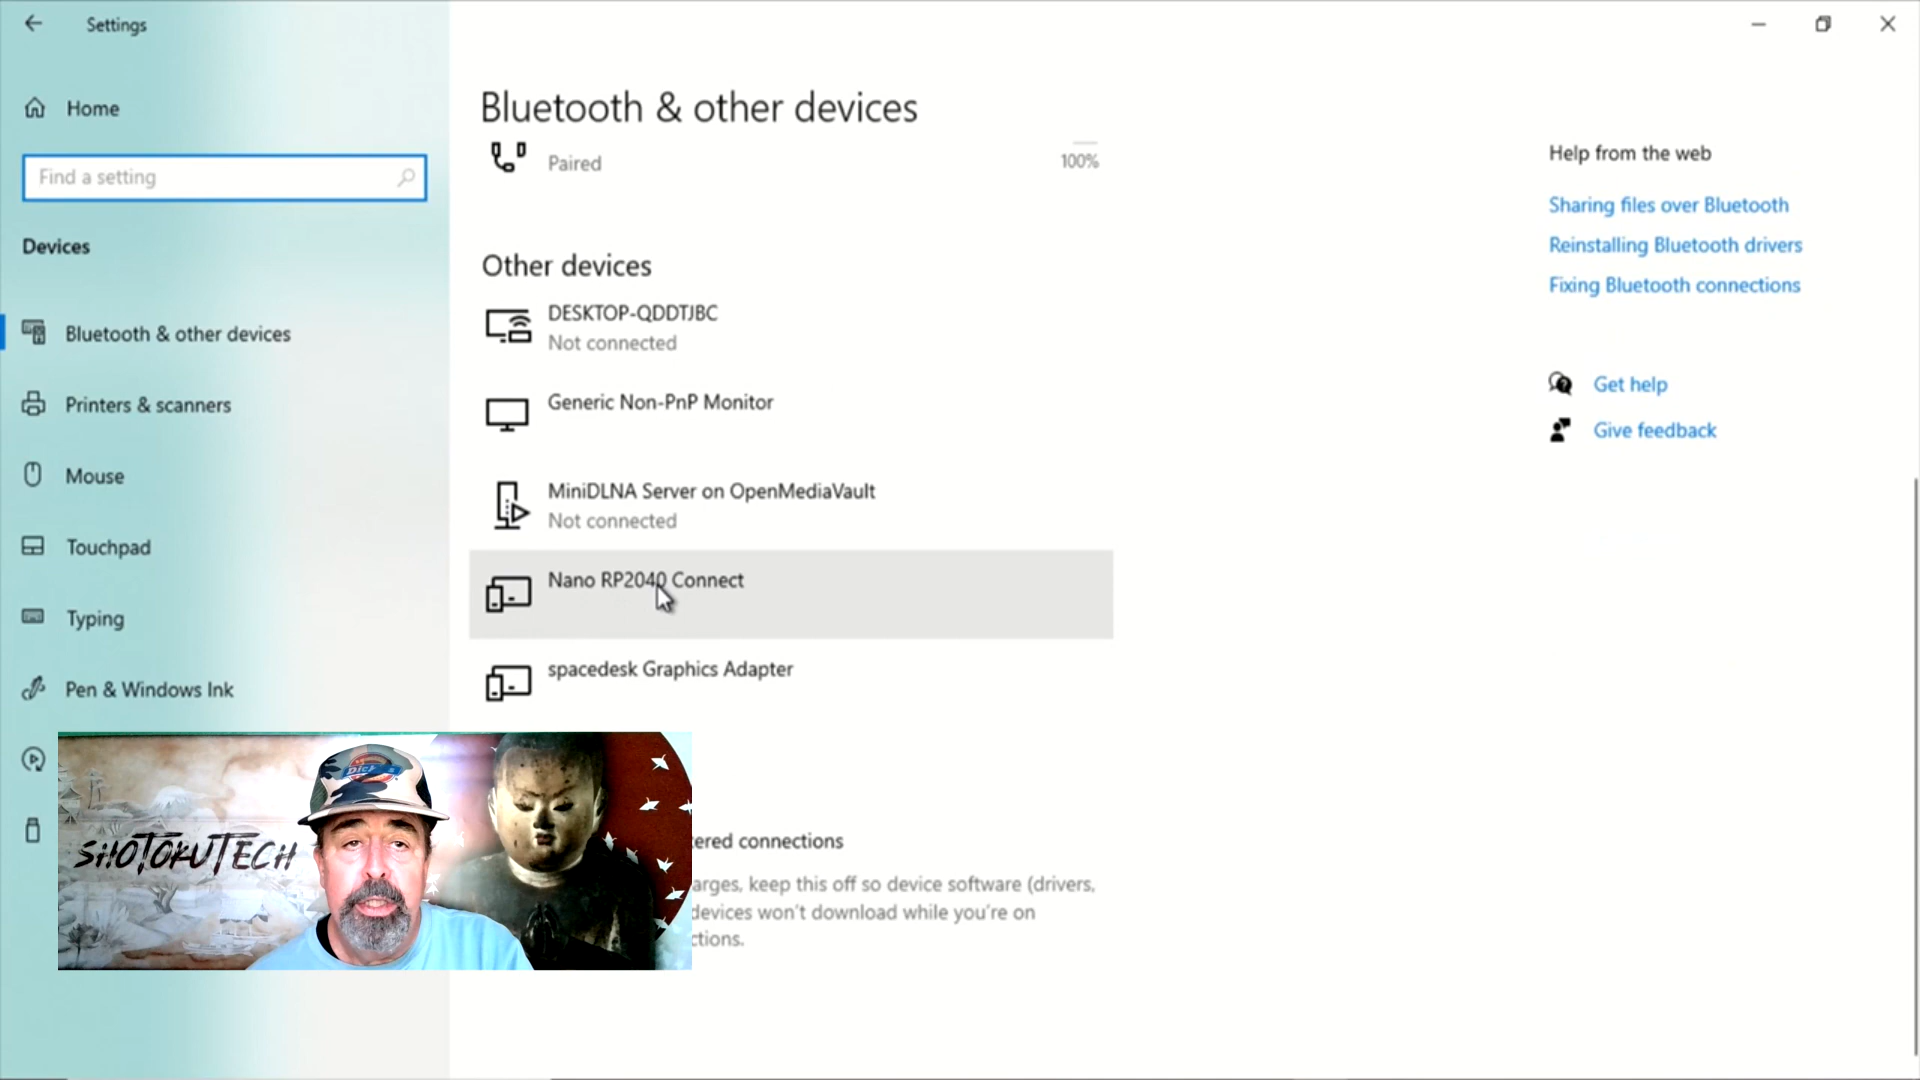 Settings
Home
Find a setting
Devices
Bluetooth & other devices
Printers & scanners
Mouse
Touchpad
Typing
Pen & Windows Ink
Bluetooth & other devices
Paired
100%
Other devices
DESKTOP-QDDTJBC
Not connected
Generic Non-PnP Monitor
MiniDLNA Server on OpenMediaVault
Not connected
Nano RP2040 Connect
spacedesk Graphics Adapter
tered connections
arges, keep this off so device software (drivers,
devices won't download while you're on
ctions.
Help from the web
Sharing files over Bluetooth
Reinstalling Bluetooth drivers
Fixing Bluetooth connections
Get help
Give feedback
SHOTOKUTECH